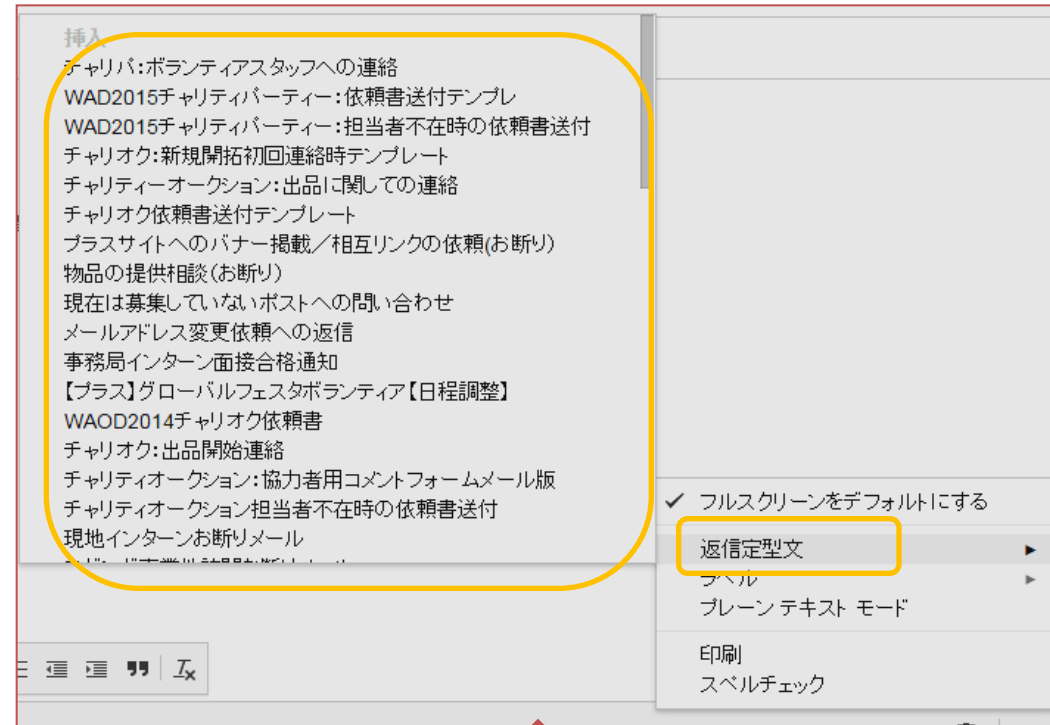 挿入
チャリパ:ボランティアスタッフへの連絡
WAD2015チャリティパーティー:依頼書送付テンプレ
WAD2015チャリティパーティー:担当者不在時の依頼書送付
チャリオク:新規開拓初回連絡時テンプレート
チャリティーオークション:出品に関しての連絡
チャリオク依頼書送付テンプレート
プラスサイトへのバナー掲載/相互リンクの依頼(お断り)
物品の提供相談(お断り)
現在は募集していないポストへの問い合わせ
メールアドレス変更依頼への返信
事務局インターン面接合格通知
【プラス】グローバルフェスタボランティア【日程調整】
WAOD2014チャリオク依頼書
チャリオク:出品開始連絡
チャリティオークション:協力者用コメントフォームメール版
チャリティオークション担当者不在時の依頼書送付
現地インターンお断りメール
フルスクリーンをデフォルトにする
返信定型文
ラベル
プレーン テキスト モード
印刷
スペルチェック